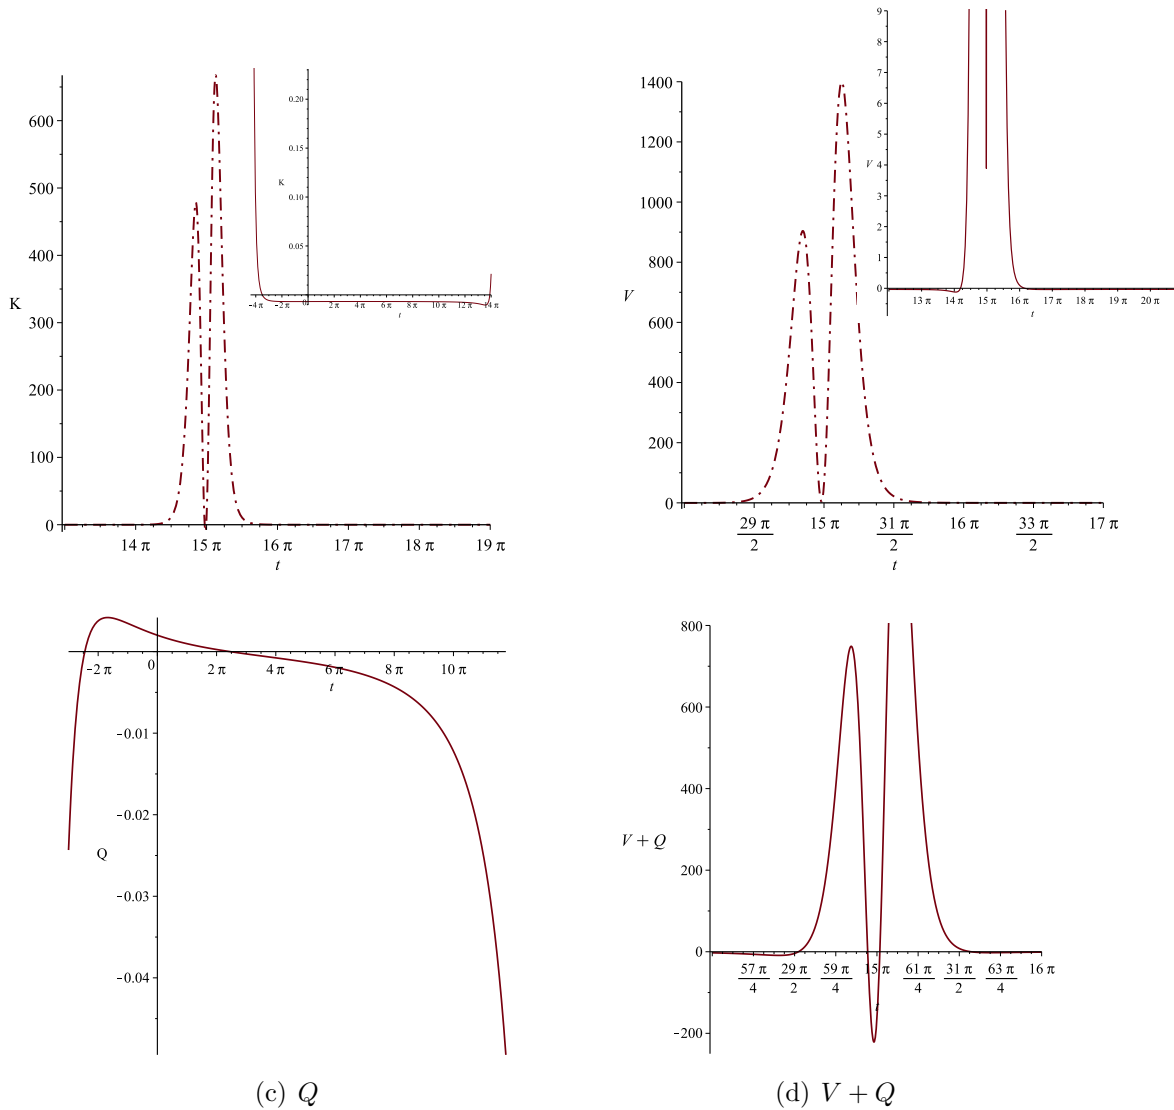 600
500
400
K
300
200
100
0
14 π
15 π
16 π
17 π
18 π
19 π
t
0.20
0.15
K
0.10
0.05
−4 π
−2 π
0
2 π
4 π
6 π
8 π
10 π
12 π
14 π
t
1400
1200
1000
800
V
600
400
200
0
29 π
2
15 π
31 π
2
16 π
33 π
2
17 π
t
9
8
7
6
5
V
4
3
2
1
0
13 π
14 π
15 π
16 π
17 π
18 π
19 π
20 π
t
−2 π
0
2 π
4 π
6 π
8 π
10 π
t
−0.01
−0.02
Q
−0.03
−0.04
800
600
400
V + Q
200
0
57 π
4
29 π
2
59 π
4
15 π
61 π
4
31 π
2
63 π
4
16 π
t
−200
(c) Q
(d) V + Q